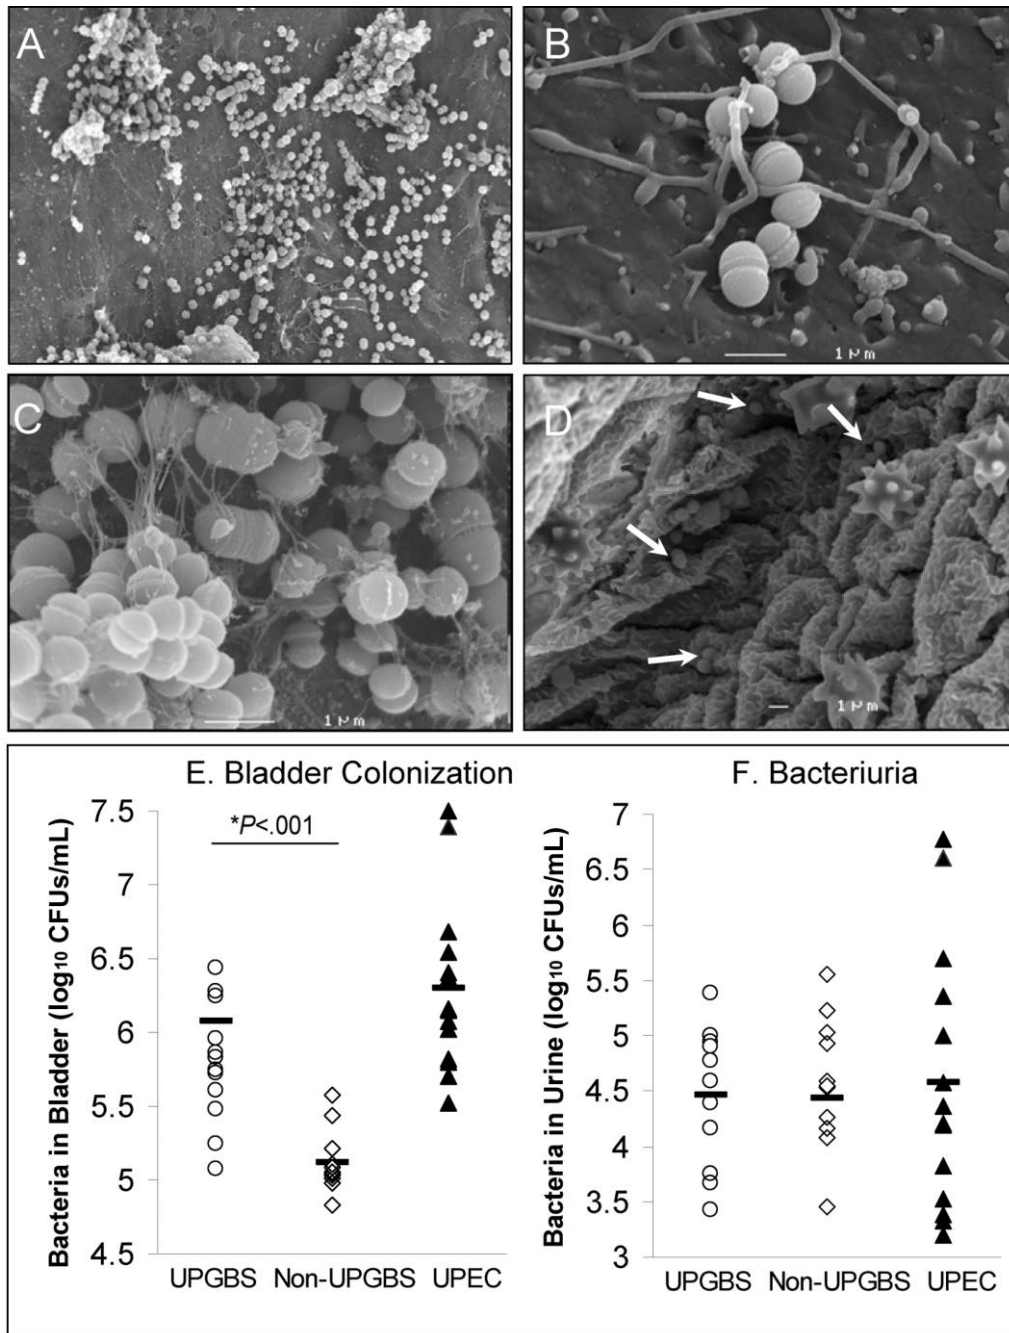 A
B
1 µm
C
1 µm
D
1 µm
E. Bladder Colonization
Bacteria in Bladder (log10 CFUs/mL)
7.5
7
6.5
6
5.5
5
4.5
*P<.001
UPGBS Non-UPGBS UPEC
F. Bacteriuria
Bacteria in Urine (log10 CFUs/mL)
7
6.5
6
5.5
5
4.5
4
3.5
3
UPGBS Non-UPGBS UPEC